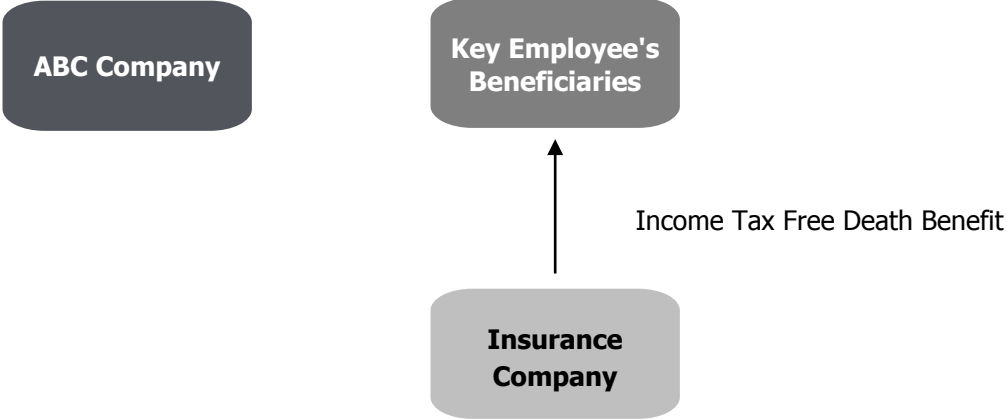 ABC Company
Key Employee's
Beneficiaries
Income Tax Free Death Benefit
Insurance
Company